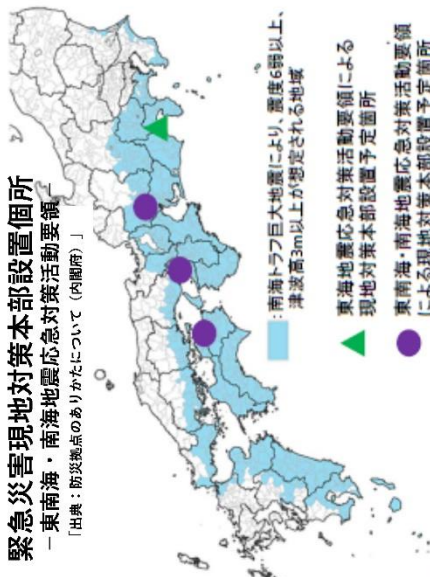 緊急災害現地対策本部設置個所
－東南海・南海地震応急対策活動要領－
「出典：防災拠点のありかたについて（内閣府）」
：南海トラフ巨大地震により、震度6弱以上、
津波高3m以上が想定される地域
東海地震応急対策活動要領による
現地対策本部設置予定箇所
東南海・南海地震応急対策活動要領
による現地対策本部設置予定箇所